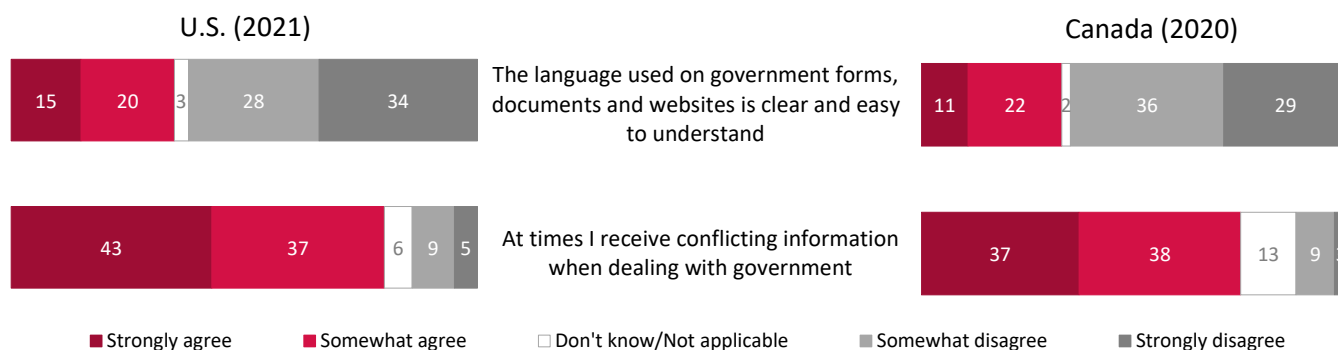 U.S. (2021)
Canada (2020)
15 20 3 28 34
The language used on government forms,
documents and websites is clear and easy
to understand
11 22 2 36 29
43 37 6 9 5
At times I receive conflicting information
when dealing with government
37 38 13 9
Strongly agree Somewhat agree Don't know/Not applicable Somewhat disagree Strongly disagree